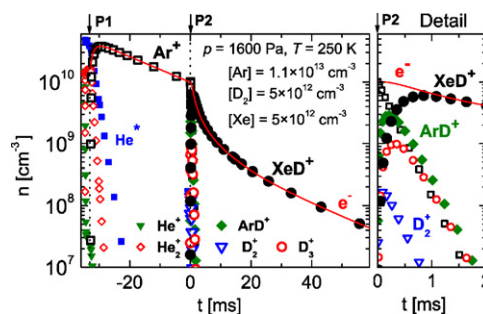 P1
P2
P2
Detail
Ar⁺
p = 1600 Pa, T = 250 K
[Ar] = 1.1×10¹³ cm⁻³
[D₂] = 5×10¹² cm⁻³
[Xe] = 5×10¹² cm⁻³
He*
XeD⁺
e⁻
He⁺
ArD⁺
He₂⁺
D₂⁺
D₃⁺
e⁻
XeD⁺
ArD⁺
D₂⁺
n [cm⁻³]
10¹⁰
10⁹
10⁸
10⁷
-20
0
20
40
t [ms]
0
1
2
t [ms]